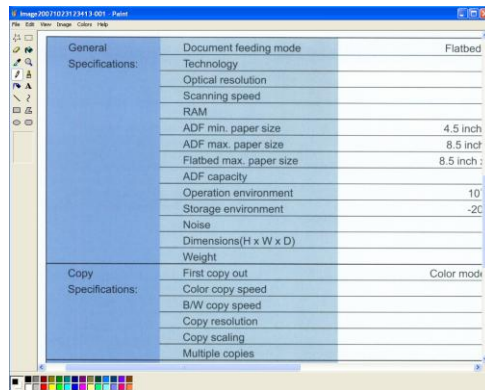 Image20071023123413-001 - Paint
File Edit View Image Colors Help
General Document feeding mode Flatbed
Specifications: Technology
Optical resolution
Scanning speed
RAM
ADF min. paper size 4.5 inch
ADF max. paper size 8.5 inch
Flatbed max. paper size 8.5 inch
ADF capacity
Operation environment 10
Storage environment -20
Noise
Dimensions(H x W x D)
Weight
Copy First copy out Color mode
Specifications: Color copy speed
B/W copy speed
Copy resolution
Copy scaling
Multiple copies